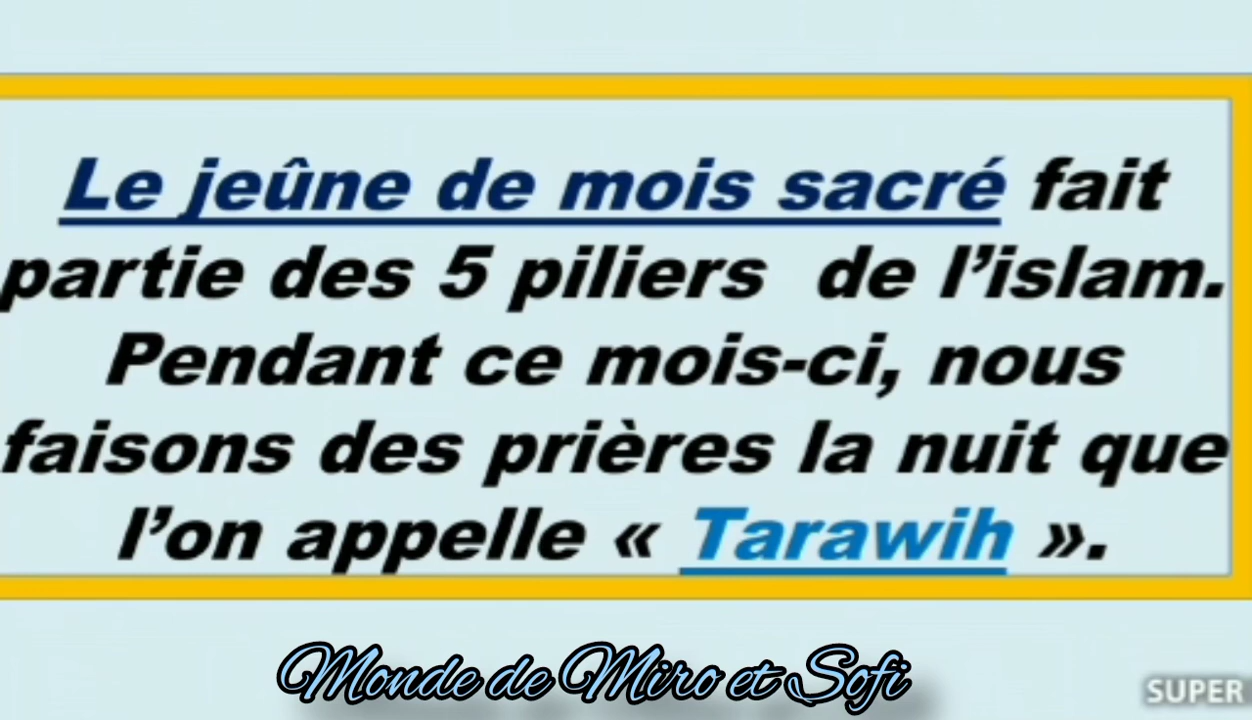 Le jeûne de mois sacré fait
partie des 5 piliers de l’islam.
Pendant ce mois-ci, nous
faisons des prières la nuit que
l’on appelle « Tarawih ».
Monde de Miro et Sofi
SUPER